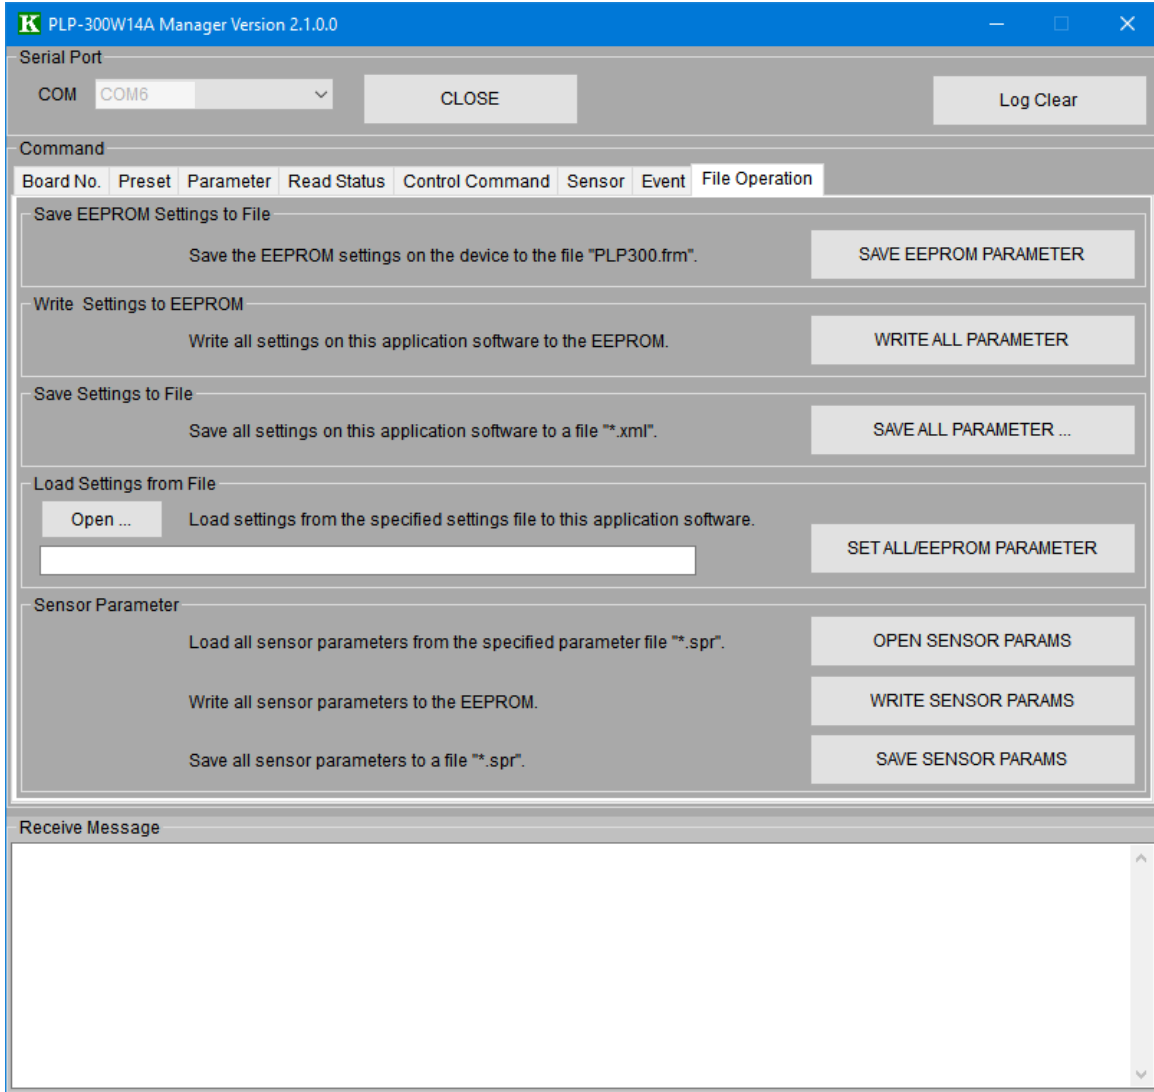 K PLP-300W14A Manager Version 2.1.0.0
Serial Port
COM COM6 CLOSE Log Clear
Command
Board No. Preset Parameter Read Status Control Command Sensor Event File Operation
Save EEPROM Settings to File
Save the EEPROM settings on the device to the file "PLP300.frm". SAVE EEPROM PARAMETER
Write  Settings to EEPROM
Write all settings on this application software to the EEPROM. WRITE ALL PARAMETER
Save Settings to File
Save all settings on this application software to a file "*.xml". SAVE ALL PARAMETER ...
Load Settings from File
Open ... Load settings from the specified settings file to this application software.
SET ALL/EEPROM PARAMETER
Sensor Parameter
Load all sensor parameters from the specified parameter file "*.spr". OPEN SENSOR PARAMS
Write all sensor parameters to the EEPROM. WRITE SENSOR PARAMS
Save all sensor parameters to a file "*.spr". SAVE SENSOR PARAMS
Receive Message